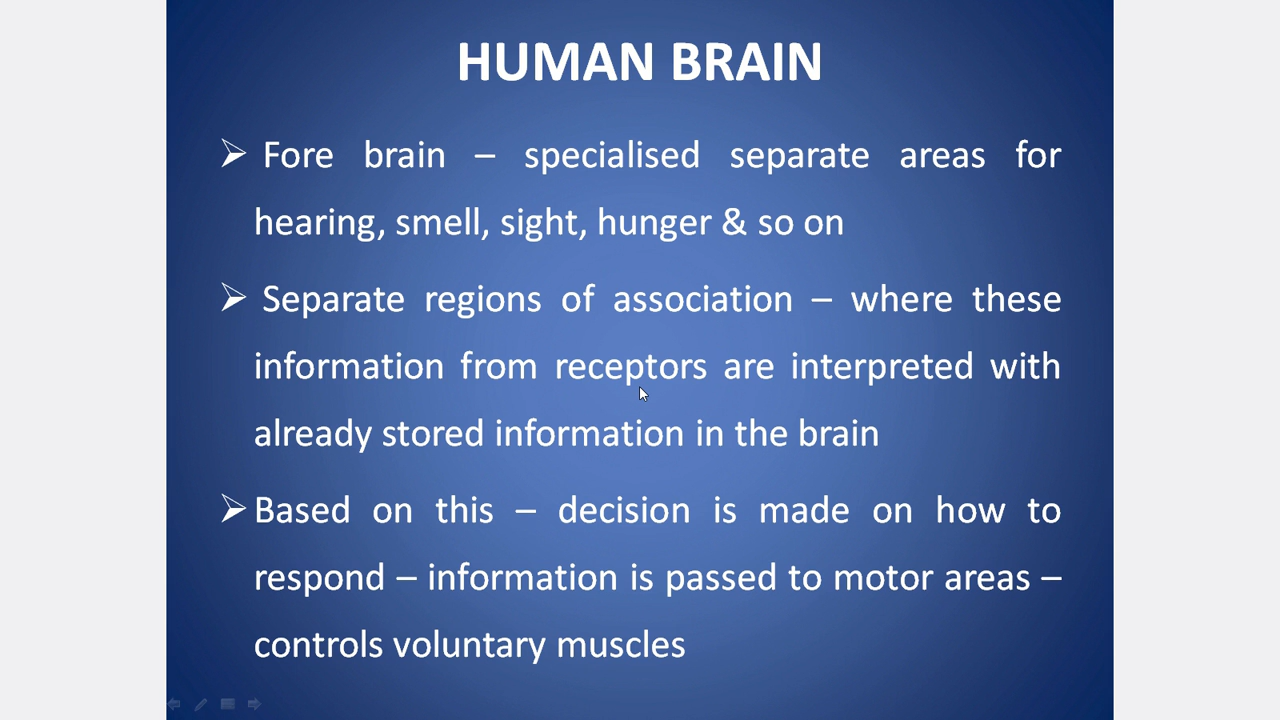 HUMAN BRAIN
➢ Fore brain – specialised separate areas for
hearing, smell, sight, hunger & so on
➢ Separate regions of association – where these
information from receptors are interpreted with
already stored information in the brain
➢ Based on this – decision is made on how to
respond – information is passed to motor areas –
controls voluntary muscles